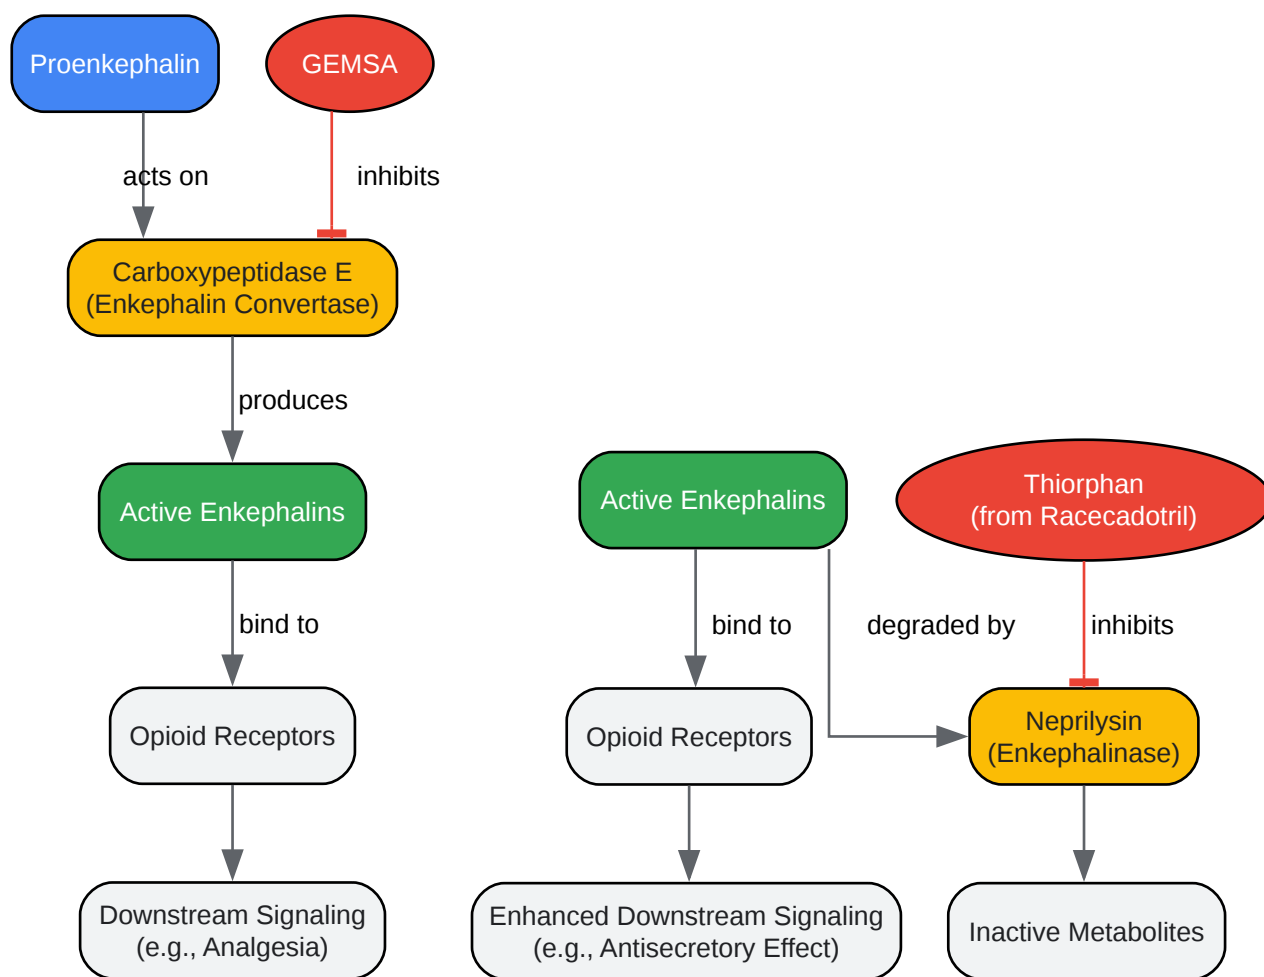 Proenkephalin
GEMSA
acts on
inhibits
Carboxypeptidase E
(Enkephalin Convertase)
produces
Active Enkephalins
bind to
Opioid Receptors
Downstream Signaling
(e.g., Analgesia)
Active Enkephalins
Thiorphan
(from Racecadotril)
bind to
degraded by
inhibits
Opioid Receptors
Neprilysin
(Enkephalinase)
Enhanced Downstream Signaling
(e.g., Antisecretory Effect)
Inactive Metabolites